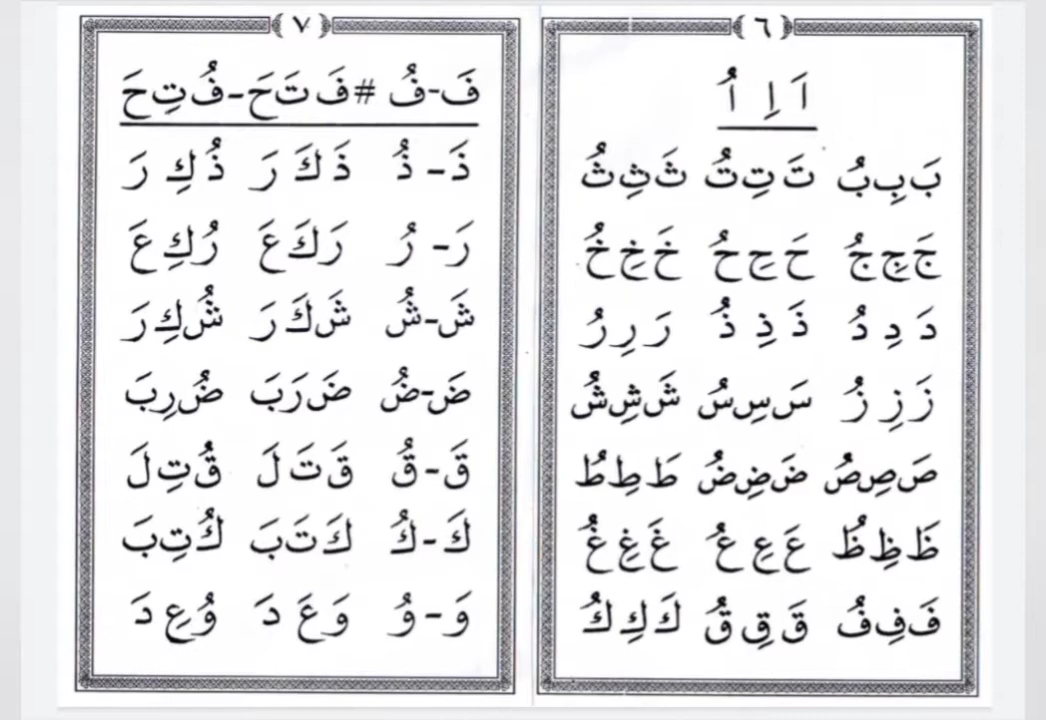 ﴿ ٦ ﴾
اَ اِ اُ
بَ بِ بُ تَ تِ تُ ثَ ثِ ثُ
جَ جِ جُ حَ حِ حُ خَ خِ خُ
دَ دِ دُ ذَ ذِ ذُ رَ رِ رُ
زَ زِ زُ سَ سِ سُ شَ شِ شُ
صَ صِ صُ ضَ ضِ ضُ طَ طِ طُ
ظَ ظِ ظُ عَ عِ عُ غَ غِ غُ
فَ فِ فُ قَ قِ قُ كَ كِ كُ
﴿ ٧ ﴾
فَ-فُ # فَ تَ حَ-فُ تِ حَ
ذَ - ذُ ذَ كَ رَ ذُ كِ رَ
رَ - رُ رَ كَ عَ رُ كِ عَ
شَ-شُ شَ كَ رَ شُ كِ رَ
ضَ-ضُ ضَ رَ بَ ضُ رِ بَ
قَ - قُ قَ تَ لَ قُ تِ لَ
كَ-كُ كَ تَ بَ كُ تِ بَ
وَ - وُ وَ عَ دَ وُ عِ دَ